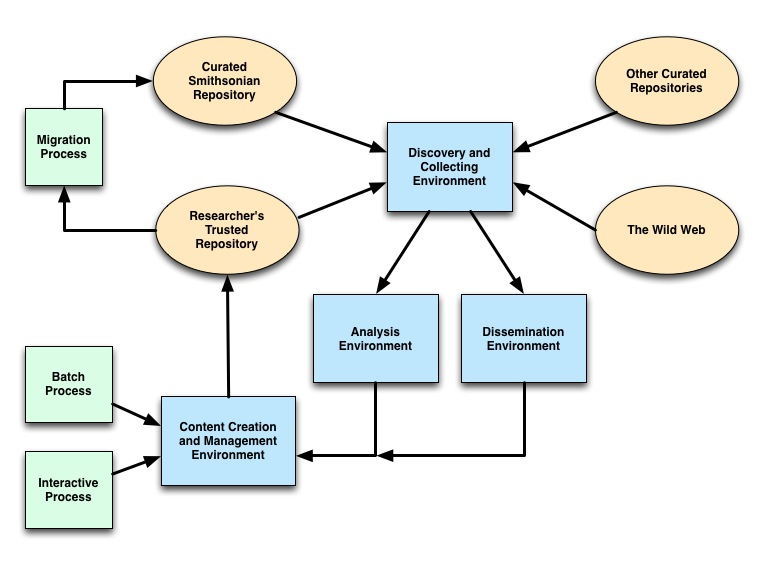 Curated
Smithsonian
Repository
Other Curated
Repositories
Migration
Process
Discovery and
Collecting
Environment
Researcher's
Trusted
Repository
The Wild Web
Analysis
Environment
Dissemination
Environment
Batch
Process
Content Creation
and Management
Environment
Interactive
Process